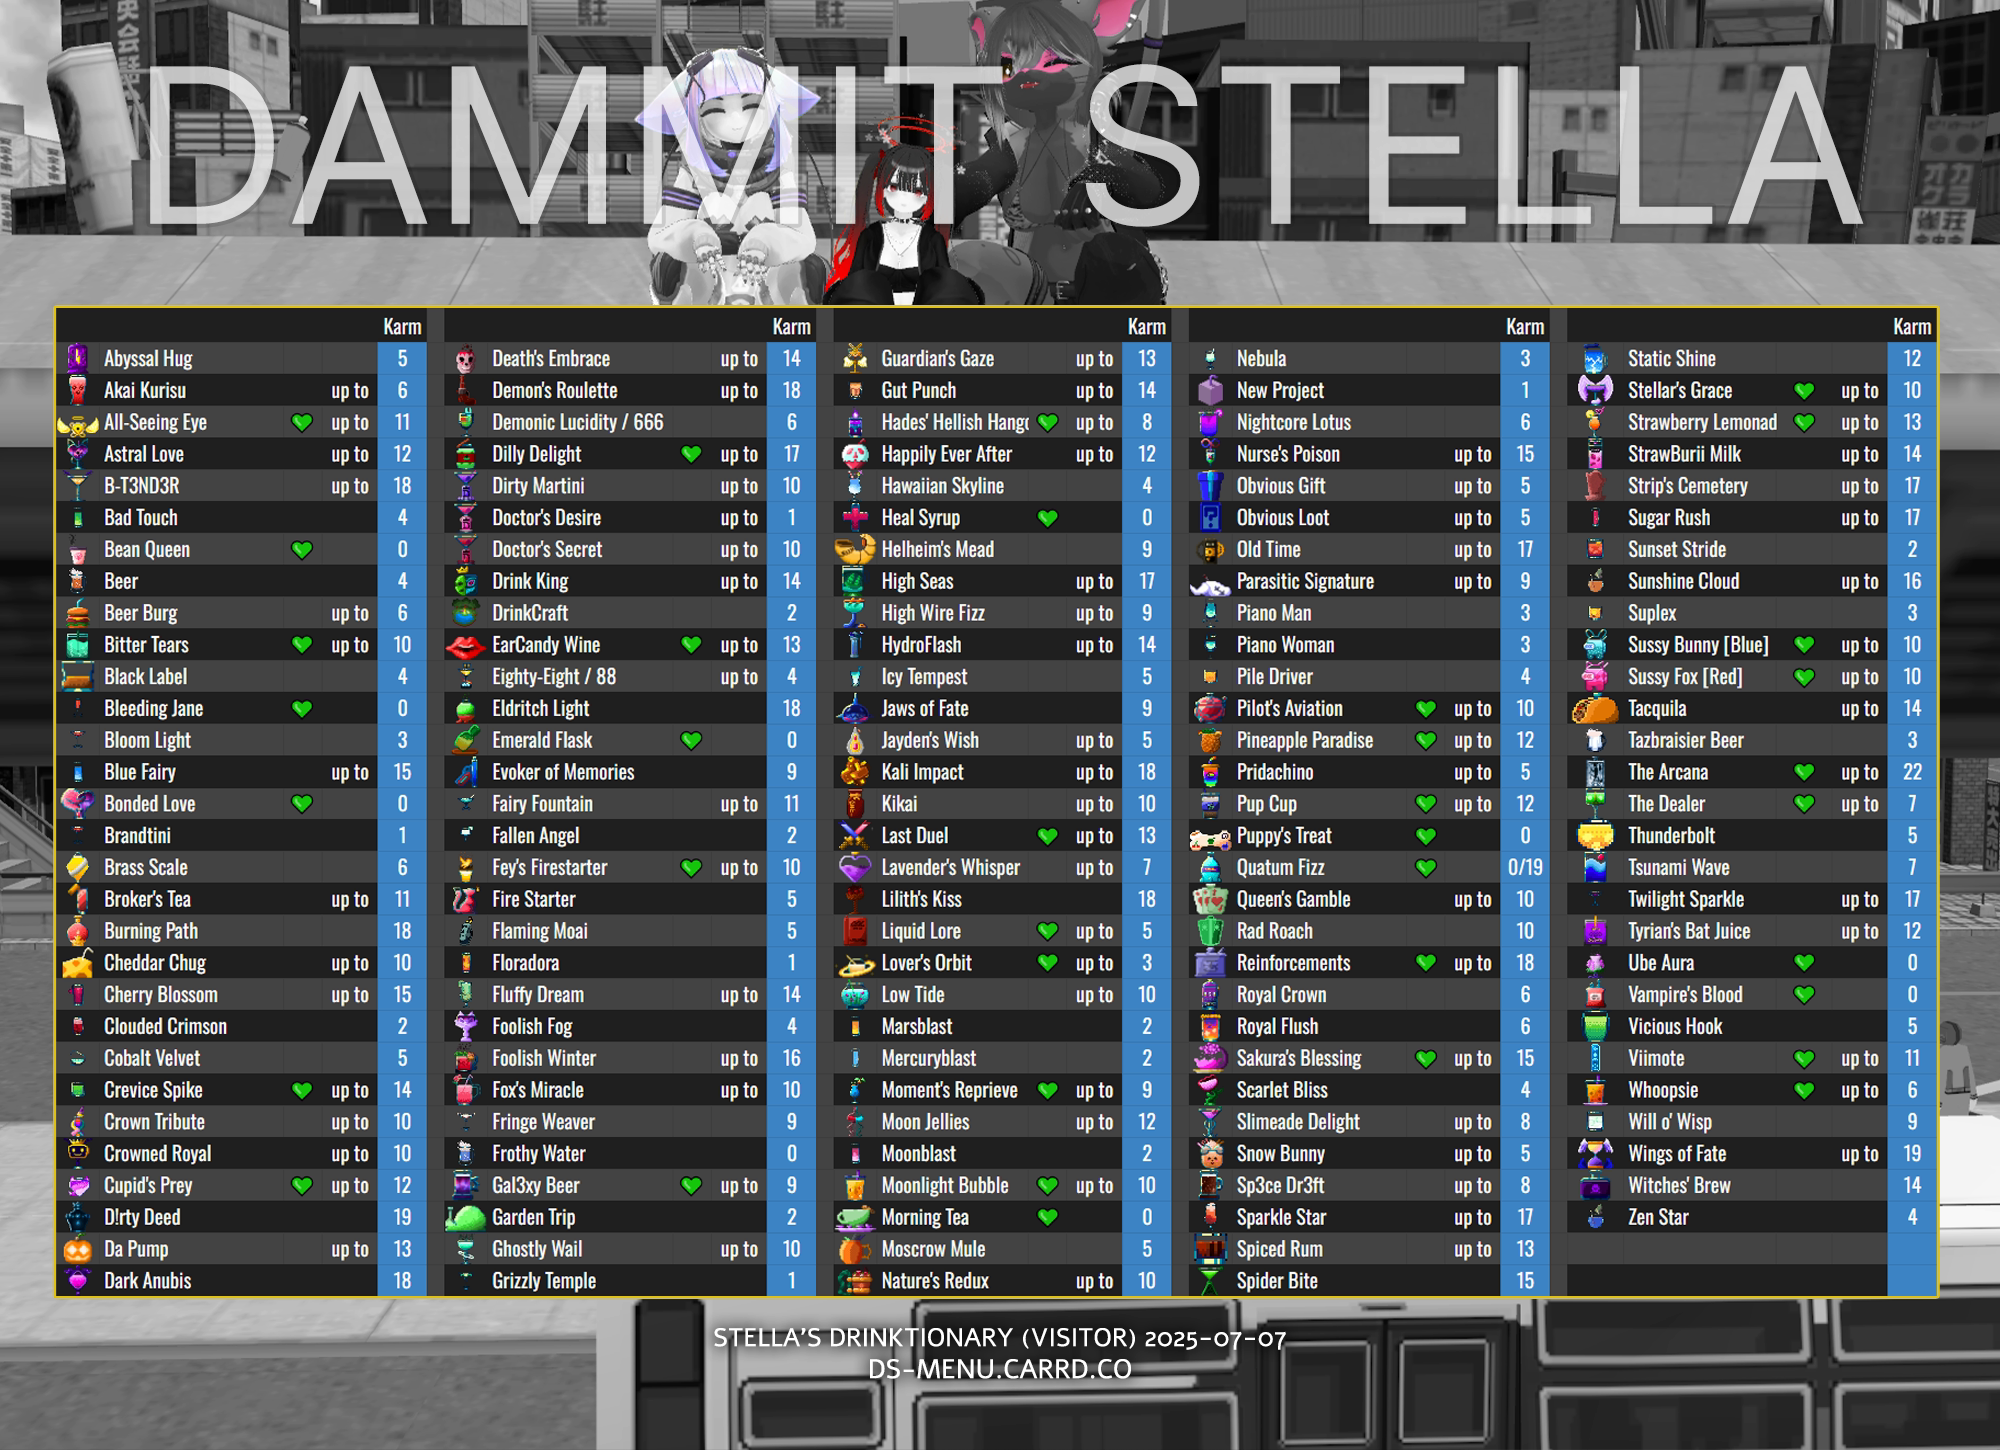 DAMMIT STELLA
Karm
Abyssal Hug 5
Akai Kurisu up to 6
All-Seeing Eye up to 11
Astral Love up to 12
B-T3ND3R up to 18
Bad Touch 4
Bean Queen 0
Beer 4
Beer Burg up to 6
Bitter Tears up to 10
Black Label 4
Bleeding Jane 0
Bloom Light 3
Blue Fairy up to 15
Bonded Love 0
Brandtini 1
Brass Scale 6
Broker's Tea up to 11
Burning Path 18
Cheddar Chug up to 10
Cherry Blossom up to 15
Clouded Crimson 2
Cobalt Velvet 5
Crevice Spike up to 14
Crown Tribute up to 10
Crowned Royal up to 10
Cupid's Prey up to 12
D!rty Deed 19
Da Pump up to 13
Dark Anubis 18
Karm
Death's Embrace up to 14
Demon's Roulette up to 18
Demonic Lucidity / 666 6
Dilly Delight up to 17
Dirty Martini up to 10
Doctor's Desire up to 1
Doctor's Secret up to 10
Drink King up to 14
DrinkCraft 2
EarCandy Wine up to 13
Eighty-Eight / 88 up to 4
Eldritch Light 18
Emerald Flask 0
Evoker of Memories 9
Fairy Fountain up to 11
Fallen Angel 2
Fey's Firestarter up to 10
Fire Starter 5
Flaming Moai 5
Floradora 1
Fluffy Dream up to 14
Foolish Fog 4
Foolish Winter up to 16
Fox's Miracle up to 10
Fringe Weaver 9
Frothy Water 0
Gal3xy Beer up to 9
Garden Trip 2
Ghostly Wail up to 10
Grizzly Temple 1
Karm
Guardian's Gaze up to 13
Gut Punch up to 14
Hades' Hellish Hang up to 8
Happily Ever After up to 12
Hawaiian Skyline 4
Heal Syrup 0
Helheim's Mead 9
High Seas up to 17
High Wire Fizz up to 9
HydroFlash up to 14
Icy Tempest 5
Jaws of Fate 9
Jayden's Wish up to 5
Kali Impact up to 18
Kikai up to 10
Last Duel up to 13
Lavender's Whisper up to 7
Lilith's Kiss 18
Liquid Lore up to 5
Lover's Orbit up to 3
Low Tide up to 10
Marsblast 2
Mercuryblast 2
Moment's Reprieve up to 9
Moon Jellies up to 12
Moonblast 2
Moonlight Bubble up to 10
Morning Tea 0
Moscrow Mule 5
Nature's Redux up to 10
Karm
Nebula 3
New Project 1
Nightcore Lotus 6
Nurse's Poison up to 15
Obvious Gift up to 5
Obvious Loot up to 5
Old Time up to 17
Parasitic Signature up to 9
Piano Man 3
Piano Woman 3
Pile Driver 4
Pilot's Aviation up to 10
Pineapple Paradise up to 12
Pridachino up to 5
Pup Cup up to 12
Puppy's Treat 0
Quatum Fizz 0/19
Queen's Gamble up to 10
Rad Roach 10
Reinforcements up to 18
Royal Crown 6
Royal Flush 6
Sakura's Blessing up to 15
Scarlet Bliss 4
Slimeade Delight up to 8
Snow Bunny up to 5
Sp3ce Dr3ft up to 8
Sparkle Star up to 17
Spiced Rum up to 13
Spider Bite 15
Karm
Static Shine 12
Stellar's Grace up to 10
Strawberry Lemonad up to 13
StrawBurii Milk up to 14
Strip's Cemetery up to 17
Sugar Rush up to 17
Sunset Stride 2
Sunshine Cloud up to 16
Suplex 3
Sussy Bunny [Blue] up to 10
Sussy Fox [Red] up to 10
Tacquila up to 14
Tazbraisier Beer 3
The Arcana up to 22
The Dealer up to 7
Thunderbolt 5
Tsunami Wave 7
Twilight Sparkle up to 17
Tyrian's Bat Juice up to 12
Ube Aura 0
Vampire's Blood 0
Vicious Hook 5
Viimote up to 11
Whoopsie up to 6
Will o' Wisp 9
Wings of Fate up to 19
Witches' Brew 14
Zen Star 4
STELLA'S DRINKTIONARY (VISITOR) 2025-07-07
DS-MENU.CARRD.CO